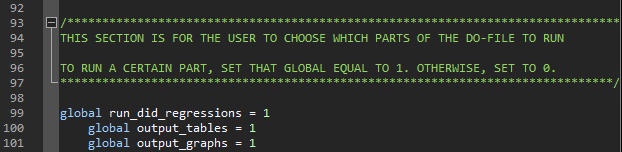 92
93 /******************************************************************************
94 THIS SECTION IS FOR THE USER TO CHOOSE WHICH PARTS OF THE DO-FILE TO RUN
95
96 TO RUN A CERTAIN PART, SET THAT GLOBAL EQUAL TO 1. OTHERWISE, SET TO 0.
97 ******************************************************************************/
98
99 global run_did_regressions = 1
100     global output_tables = 1
101     global output_graphs = 1